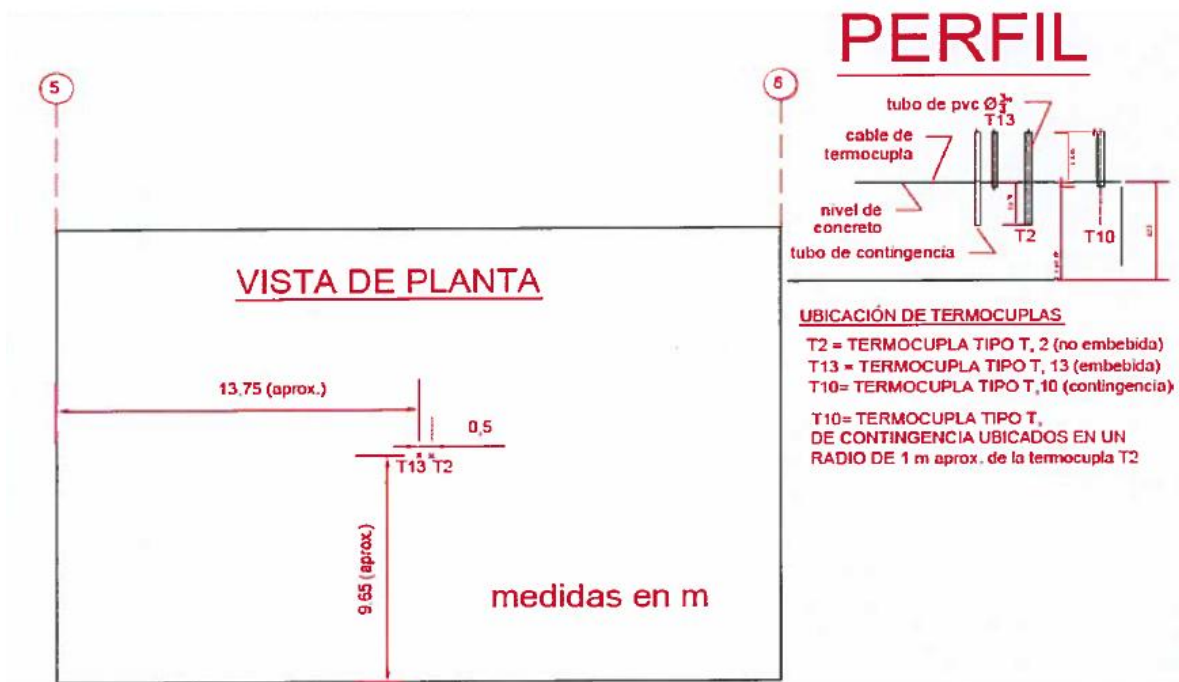 PERFIL
5
6
tubo de pvc Ø
T13
cable de
termocupla
nivel de
concreto
T2
T10
tubo de contingencia
VISTA DE PLANTA
UBICACIÓN DE TERMOCUPLAS
T2 = TERMOCUPLA TIPO T, 2 (no embebida)
T13 = TERMOCUPLA TIPO T, 13 (embebida)
T10= TERMOCUPLA TIPO T,10 (contingencia)
T10= TERMOCUPLA TIPO T,
DE CONTINGENCIA UBICADOS EN UN
RADIO DE 1 m aprox. de la termocupla T2
13,75 (aprox.)
0,5
T13 T2
9.65 (aprox)
medidas en m